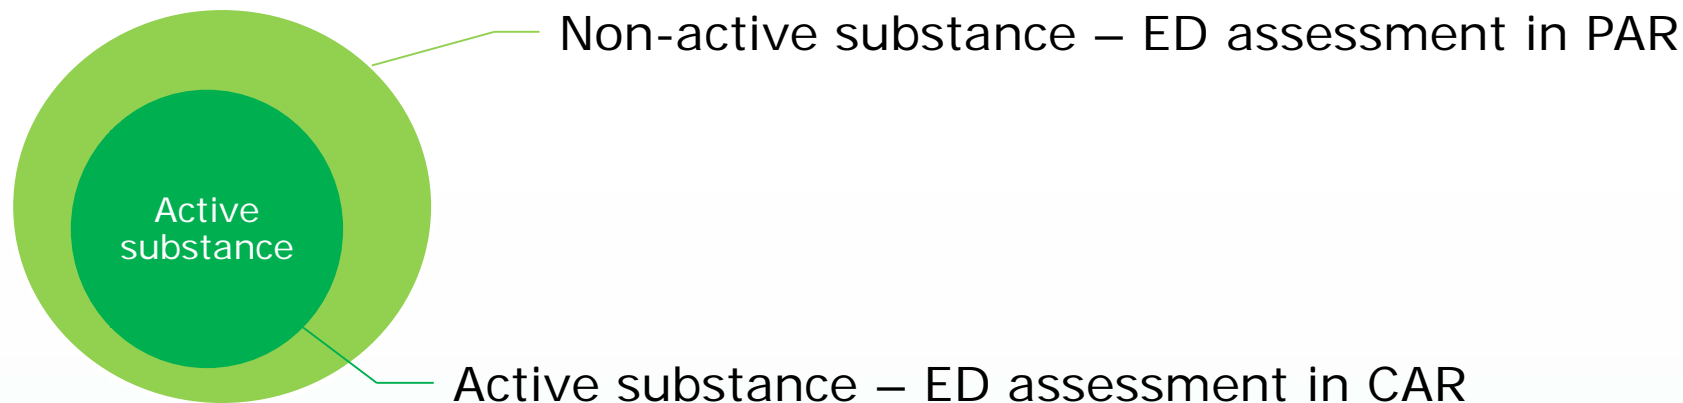 Non-active substance – ED assessment in PAR
Active
substance
Active substance – ED assessment in CAR